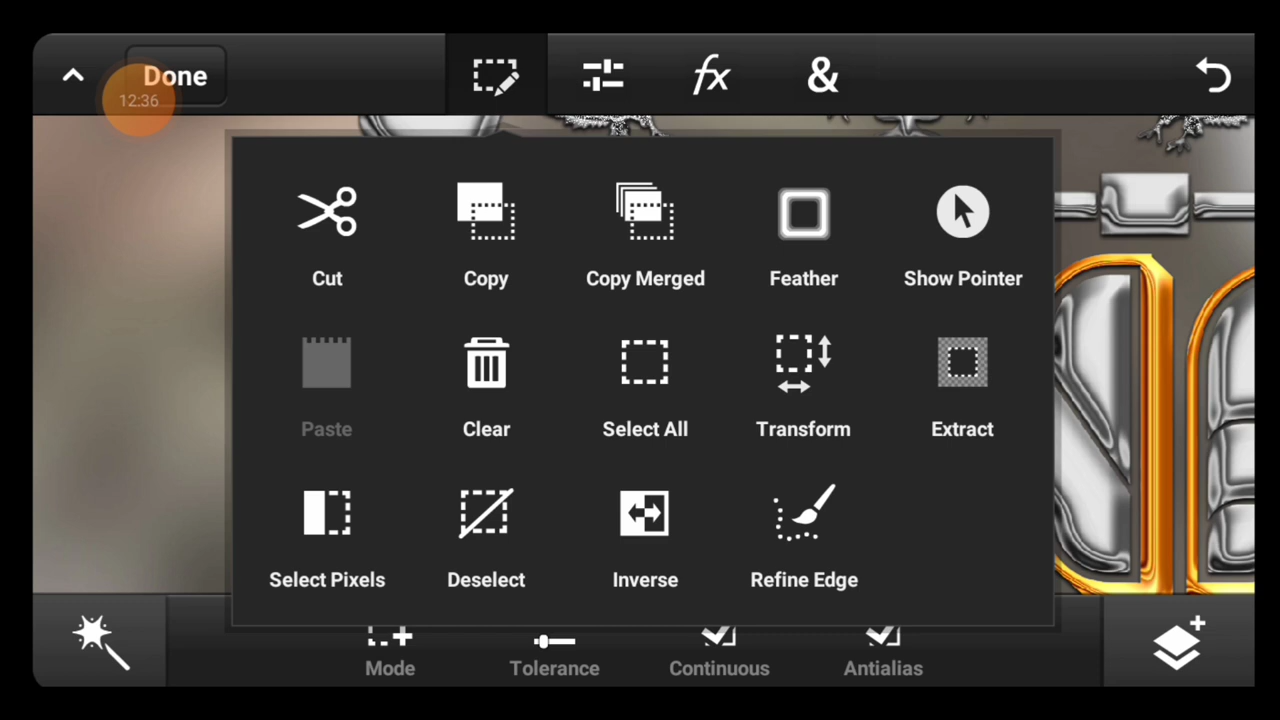 Done
12:36
fx
&
Cut
Copy
Copy Merged
Feather
Show Pointer
Paste
Clear
Select All
Transform
Extract
Select Pixels
Deselect
Inverse
Refine Edge
Mode
Tolerance
Continuous
Antialias